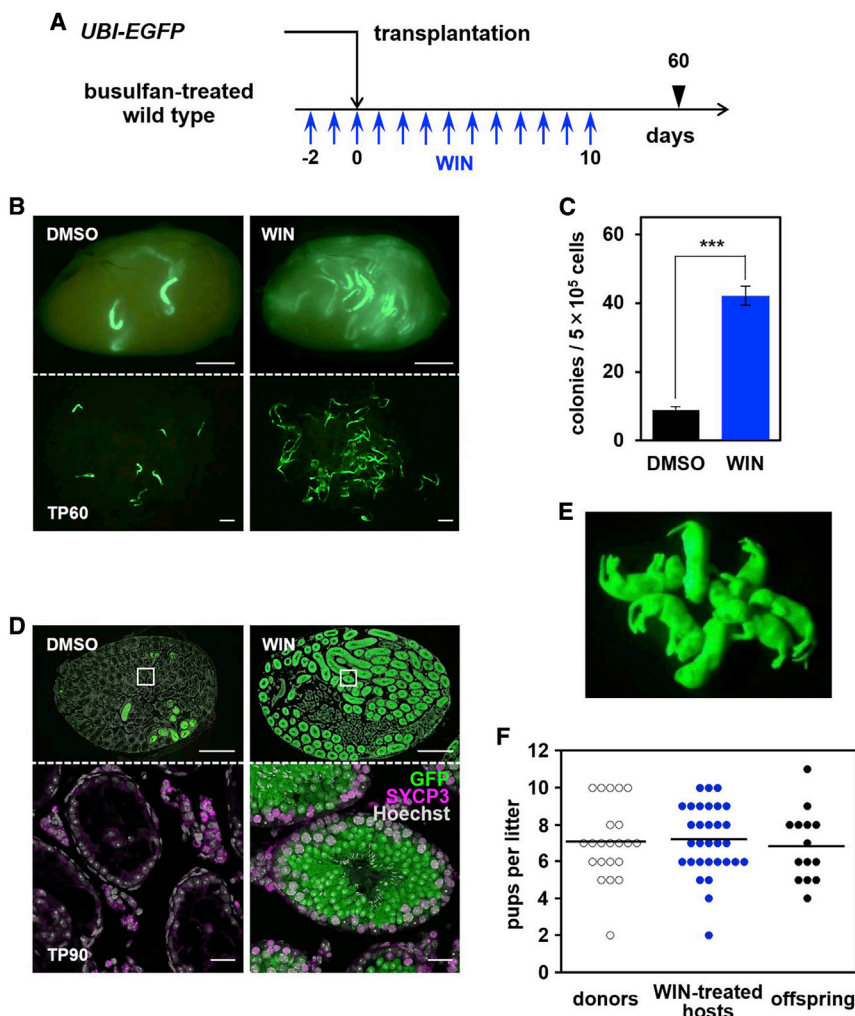 A
UBI-EGFP
transplantation
60
busulfan-treated
wild type
-2
0
WIN
10
days
B
DMSO
WIN
TP60
C
60
40
20
0
colonies / 5 × 10⁵ cells
***
DMSO
WIN
D
DMSO
WIN
GFP
SYCP3
Hoechst
TP90
E
F
12
10
8
6
4
2
0
pups per litter
donors
WIN-treated
hosts
offspring